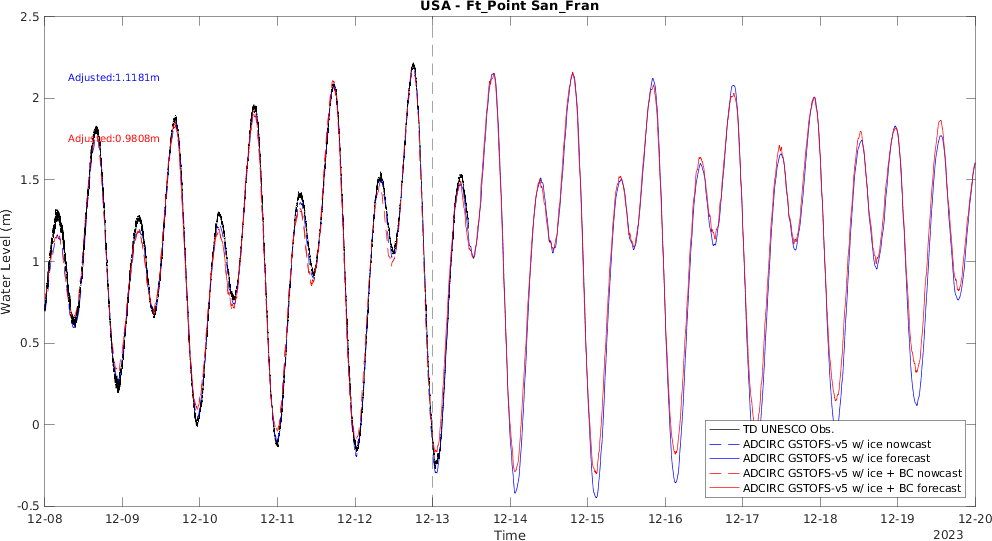 USA - Ft_Point San_Fran
2.5
2
1.5
1
0.5
0
-0.5
Water Level (m)
Adjusted:1.1181m
Adjusted:0.9808m
TD UNESCO Obs.
ADCIRC GSTOFS-v5 w/ ice nowcast
ADCIRC GSTOFS-v5 w/ ice forecast
ADCIRC GSTOFS-v5 w/ ice + BC nowcast
ADCIRC GSTOFS-v5 w/ ice + BC forecast
12-08 12-09 12-10 12-11 12-12 12-13 12-14 12-15 12-16 12-17 12-18 12-19 12-20
Time
2023